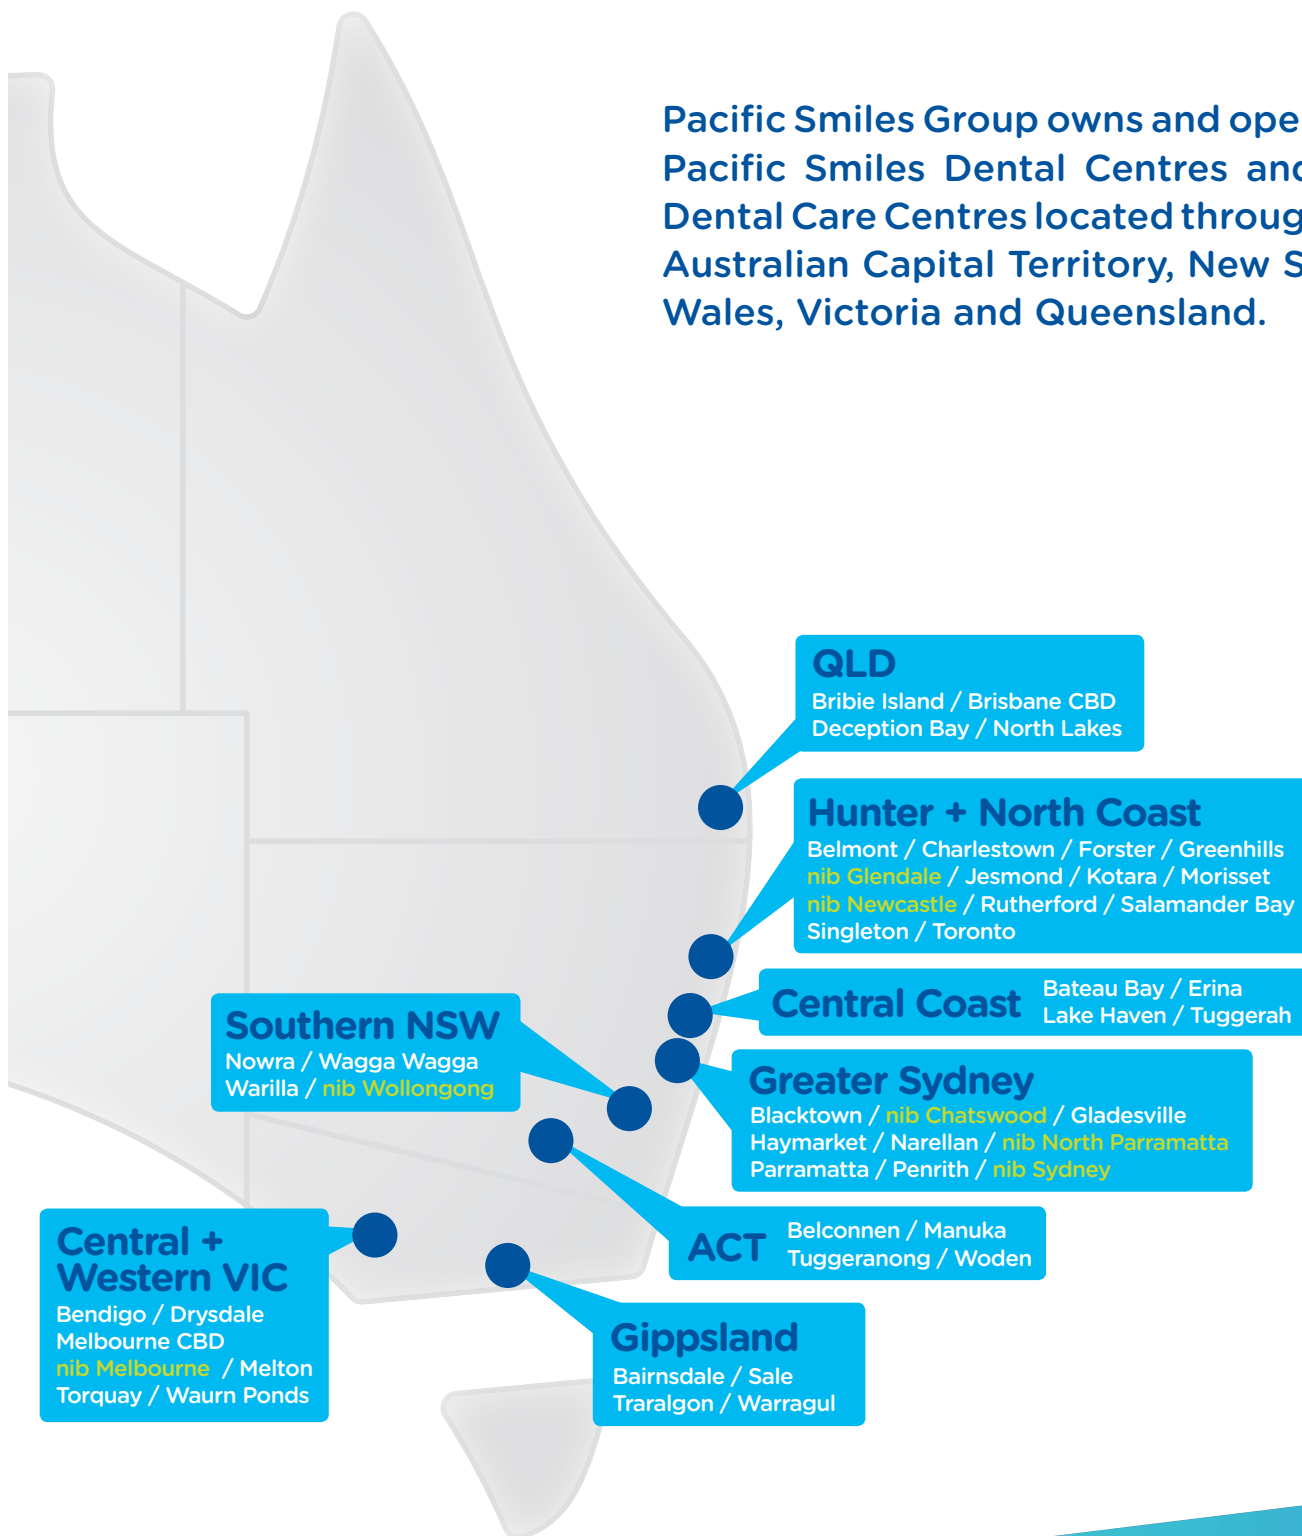 Pacific Smiles Group owns and ope
Pacific Smiles Dental Centres and
Dental Care Centres located throug
Australian Capital Territory, New S
Wales, Victoria and Queensland.
QLD
Bribie Island / Brisbane CBD
Deception Bay / North Lakes
Hunter + North Coast
Belmont / Charlestown / Forster / Greenhills
nib Glendale / Jesmond / Kotara / Morisset
nib Newcastle / Rutherford / Salamander Bay
Singleton / Toronto
Central Coast
Bateau Bay / Erina
Lake Haven / Tuggerah
Southern NSW
Nowra / Wagga Wagga
Warilla / nib Wollongong
Greater Sydney
Blacktown / nib Chatswood / Gladesville
Haymarket / Narellan / nib North Parramatta
Parramatta / Penrith / nib Sydney
ACT
Belconnen / Manuka
Tuggeranong / Woden
Central +
Western VIC
Bendigo / Drysdale
Melbourne CBD
nib Melbourne / Melton
Torquay / Waurn Ponds
Gippsland
Bairnsdale / Sale
Traralgon / Warragul